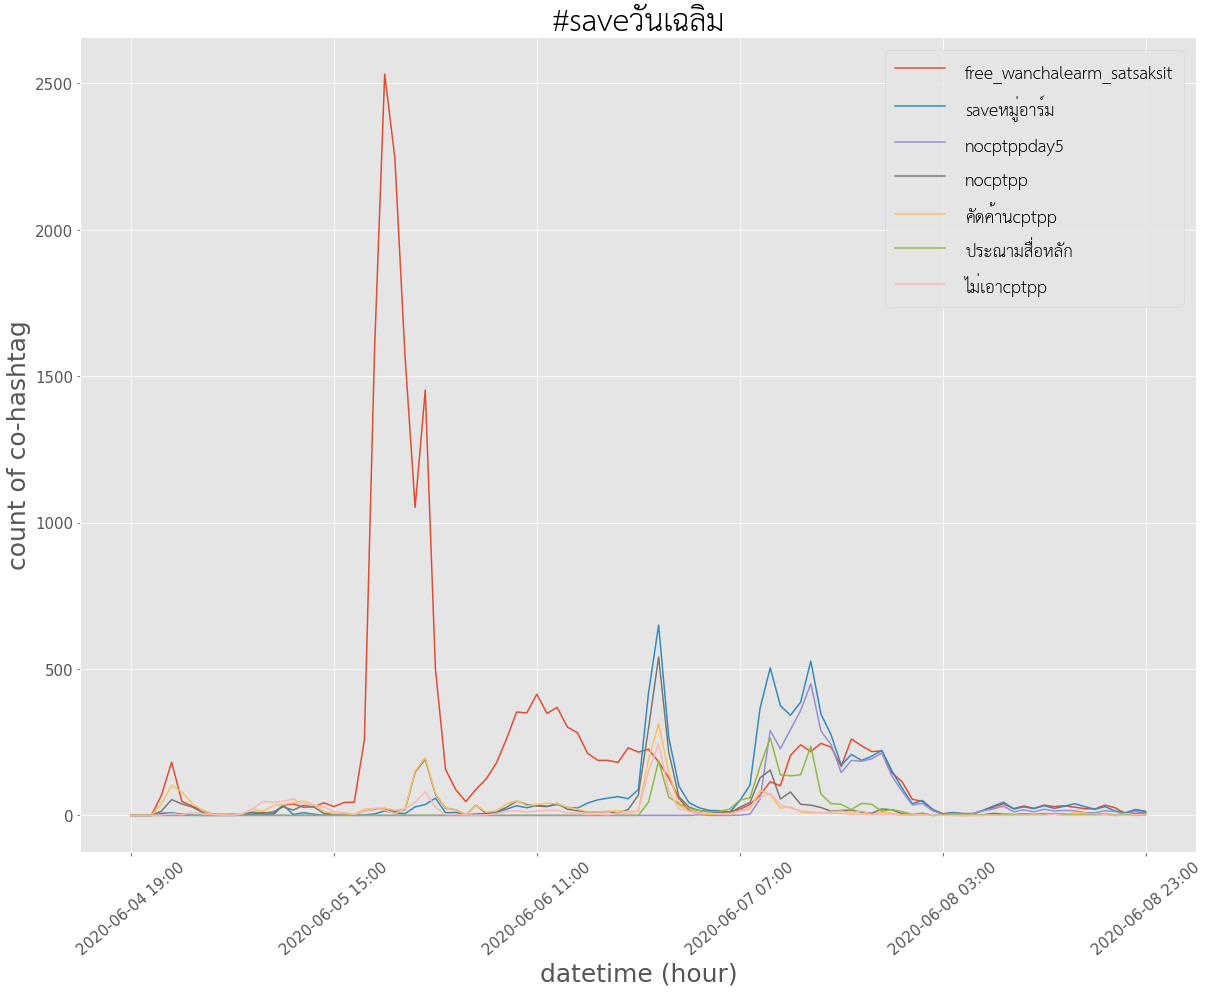 #saveวันเฉลิม
free_wanchalearm_satsaksit
saveหมู่อาร์ม
nocptppday5
nocptpp
คัดค้านcptpp
ประณามสื่อหลัก
ไม่เอาcptpp
count of co-hashtag
2500
2000
1500
1000
500
0
2020-06-04 19:00
2020-06-05 15:00
2020-06-06 11:00
2020-06-07 07:00
2020-06-08 03:00
2020-06-08 23:00
datetime (hour)